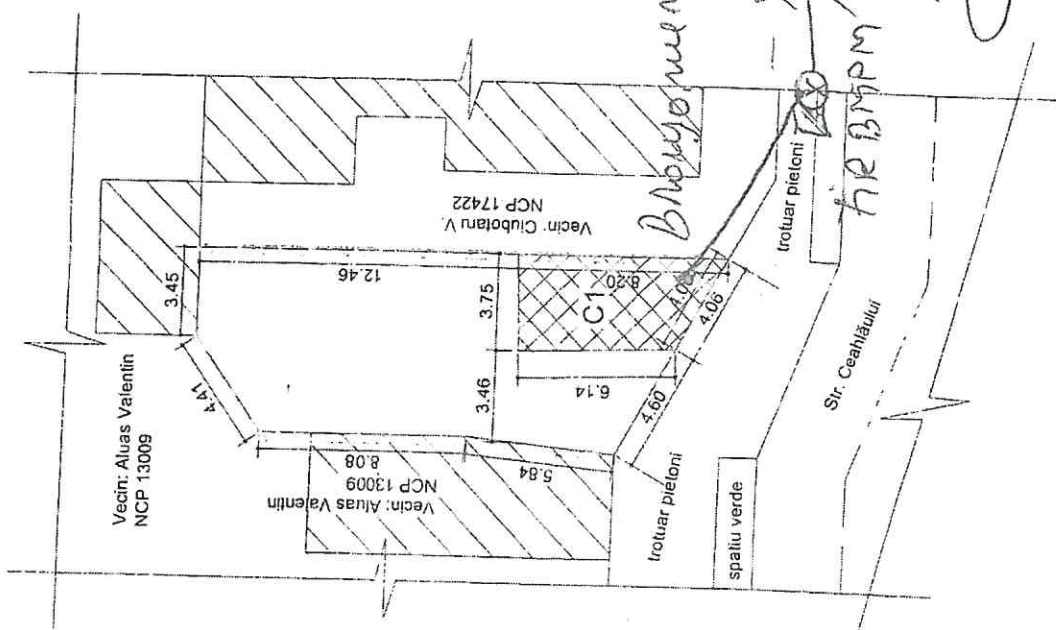 Vecin: Aluas Valentin
NCP 13009
3.45
4.41
12.46
Vecin: Ciubotaru V.
NCP 17422
3.75
3.46
8.08
Vecin: Aluas Valentin
NCP 13009
5.84
C1
8.20
6.14
4.06
4.60
trotuar pietoni
trotuar pietoni
spatiu verde
Str. Ceahlăului